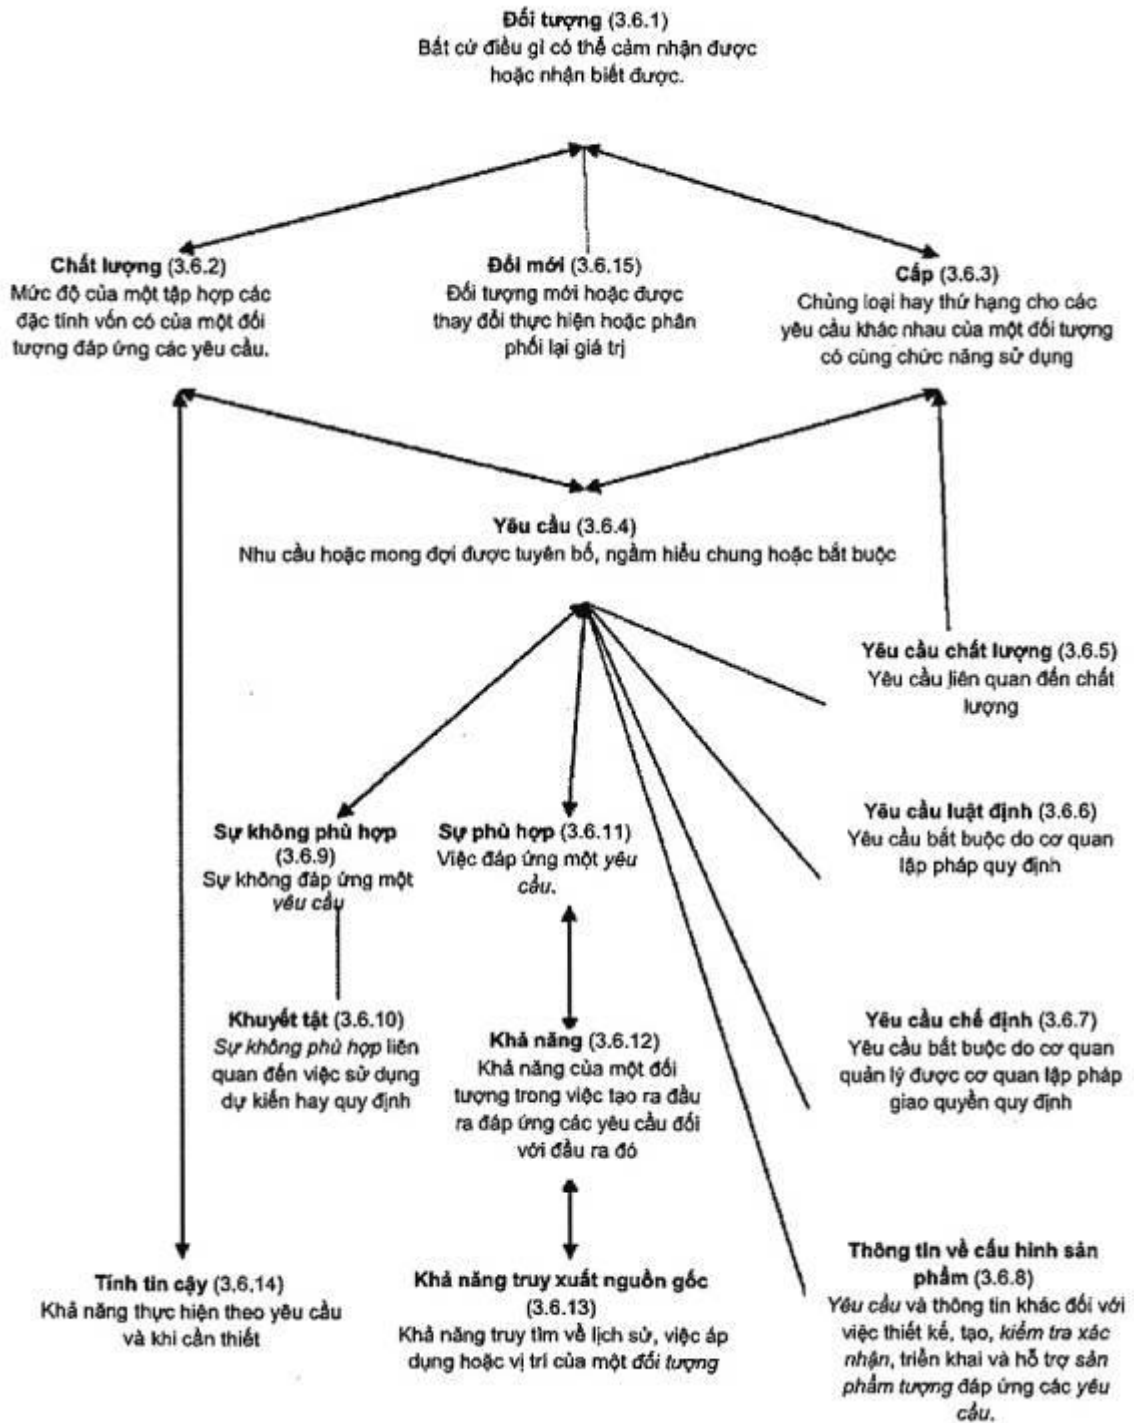 Đối tượng (3.6.1)
Bất cứ điều gì có thể cảm nhận được
hoặc nhận biết được.
Chất lượng (3.6.2)
Mức độ của một tập hợp các
đặc tính vốn có của một đối
tượng đáp ứng các yêu cầu.
Đổi mới (3.6.15)
Đối tượng mới hoặc được
thay đổi thực hiện hoặc phân
phối lại giá trị
Cấp (3.6.3)
Chủng loại hay thứ hạng cho các
yêu cầu khác nhau của một đối tượng
có cùng chức năng sử dụng
Yêu cầu (3.6.4)
Nhu cầu hoặc mong đợi được tuyên bố, ngầm hiểu chung hoặc bắt buộc
Yêu cầu chất lượng (3.6.5)
Yêu cầu liên quan đến chất
lượng
Sự không phù hợp
(3.6.9)
Sự không đáp ứng một
yêu cầu
Sự phù hợp (3.6.11)
Việc đáp ứng một yêu
cầu.
Yêu cầu luật định (3.6.6)
Yêu cầu bắt buộc do cơ quan
lập pháp quy định
Khuyết tật (3.6.10)
Sự không phù hợp liên
quan đến việc sử dụng
dự kiến hay quy định
Khả năng (3.6.12)
Khả năng của một đối
tượng trong việc tạo ra đầu
ra đáp ứng các yêu cầu đối
với đầu ra đó
Yêu cầu chế định (3.6.7)
Yêu cầu bắt buộc do cơ quan
quản lý được cơ quan lập pháp
giao quyền quy định
Tính tin cậy (3.6.14)
Khả năng thực hiện theo yêu cầu
và khi cần thiết
Khả năng truy xuất nguồn gốc
(3.6.13)
Khả năng truy tìm về lịch sử, việc áp
dụng hoặc vị trí của một đối tượng
Thông tin về cấu hình sản
phẩm (3.6.8)
Yêu cầu và thông tin khác đối với
việc thiết kế, tạo, kiểm tra xác
nhận, triển khai và hỗ trợ sản
phẩm tượng đáp ứng các yêu
cầu.